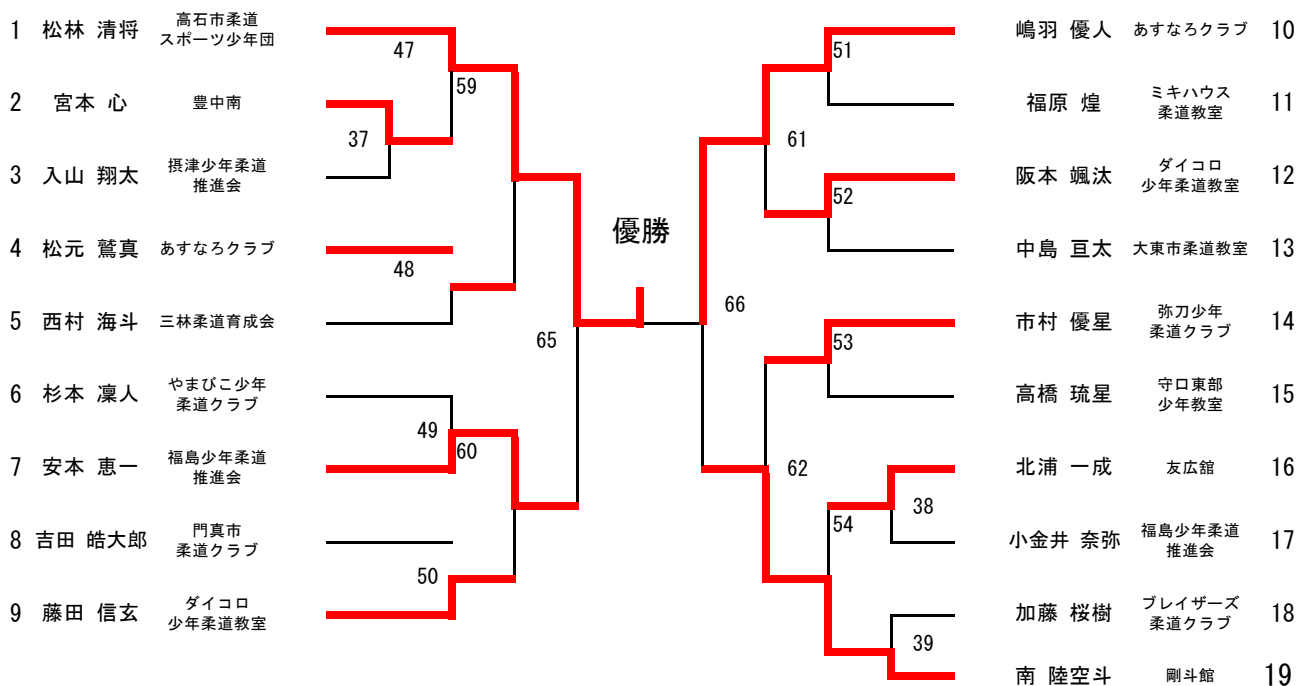 1 松林 清将 高石市柔道
スポーツ少年団
47
59
2 宮本 心 豊中南
37
3 入山 翔太 摂津少年柔道
推進会
4 松元 鷲真 あすなろクラブ
48
5 西村 海斗 三林柔道育成会
65
6 杉本 凜人 やまびこ少年
柔道クラブ
49
60
7 安本 恵一 福島少年柔道
推進会
8 吉田 皓大郎 門真市
柔道クラブ
50
9 藤田 信玄 ダイコロ
少年柔道教室
優勝
66
嶋羽 優人 あすなろクラブ 10
51
福原 煌 ミキハウス
柔道教室 11
61
阪本 颯汰 ダイコロ
少年柔道教室 12
52
中島 亘太 大東市柔道教室 13
市村 優星 弥刀少年
柔道クラブ 14
53
高橋 琉星 守口東部
少年教室 15
62
北浦 一成 友広館 16
38
54
小金井 奈弥 福島少年柔道
推進会 17
加藤 桜樹 ブレイザーズ
柔道クラブ 18
39
南 陸空斗 剛斗館 19